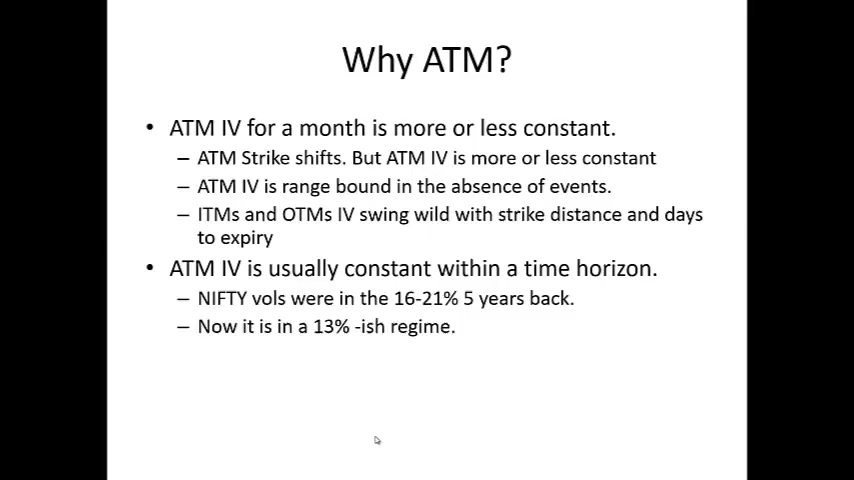 Why ATM?
• ATM IV for a month is more or less constant.
– ATM Strike shifts. But ATM IV is more or less constant
– ATM IV is range bound in the absence of events.
– ITMs and OTMs IV swing wild with strike distance and days
to expiry
• ATM IV is usually constant within a time horizon.
– NIFTY vols were in the 16-21% 5 years back.
– Now it is in a 13% -ish regime.